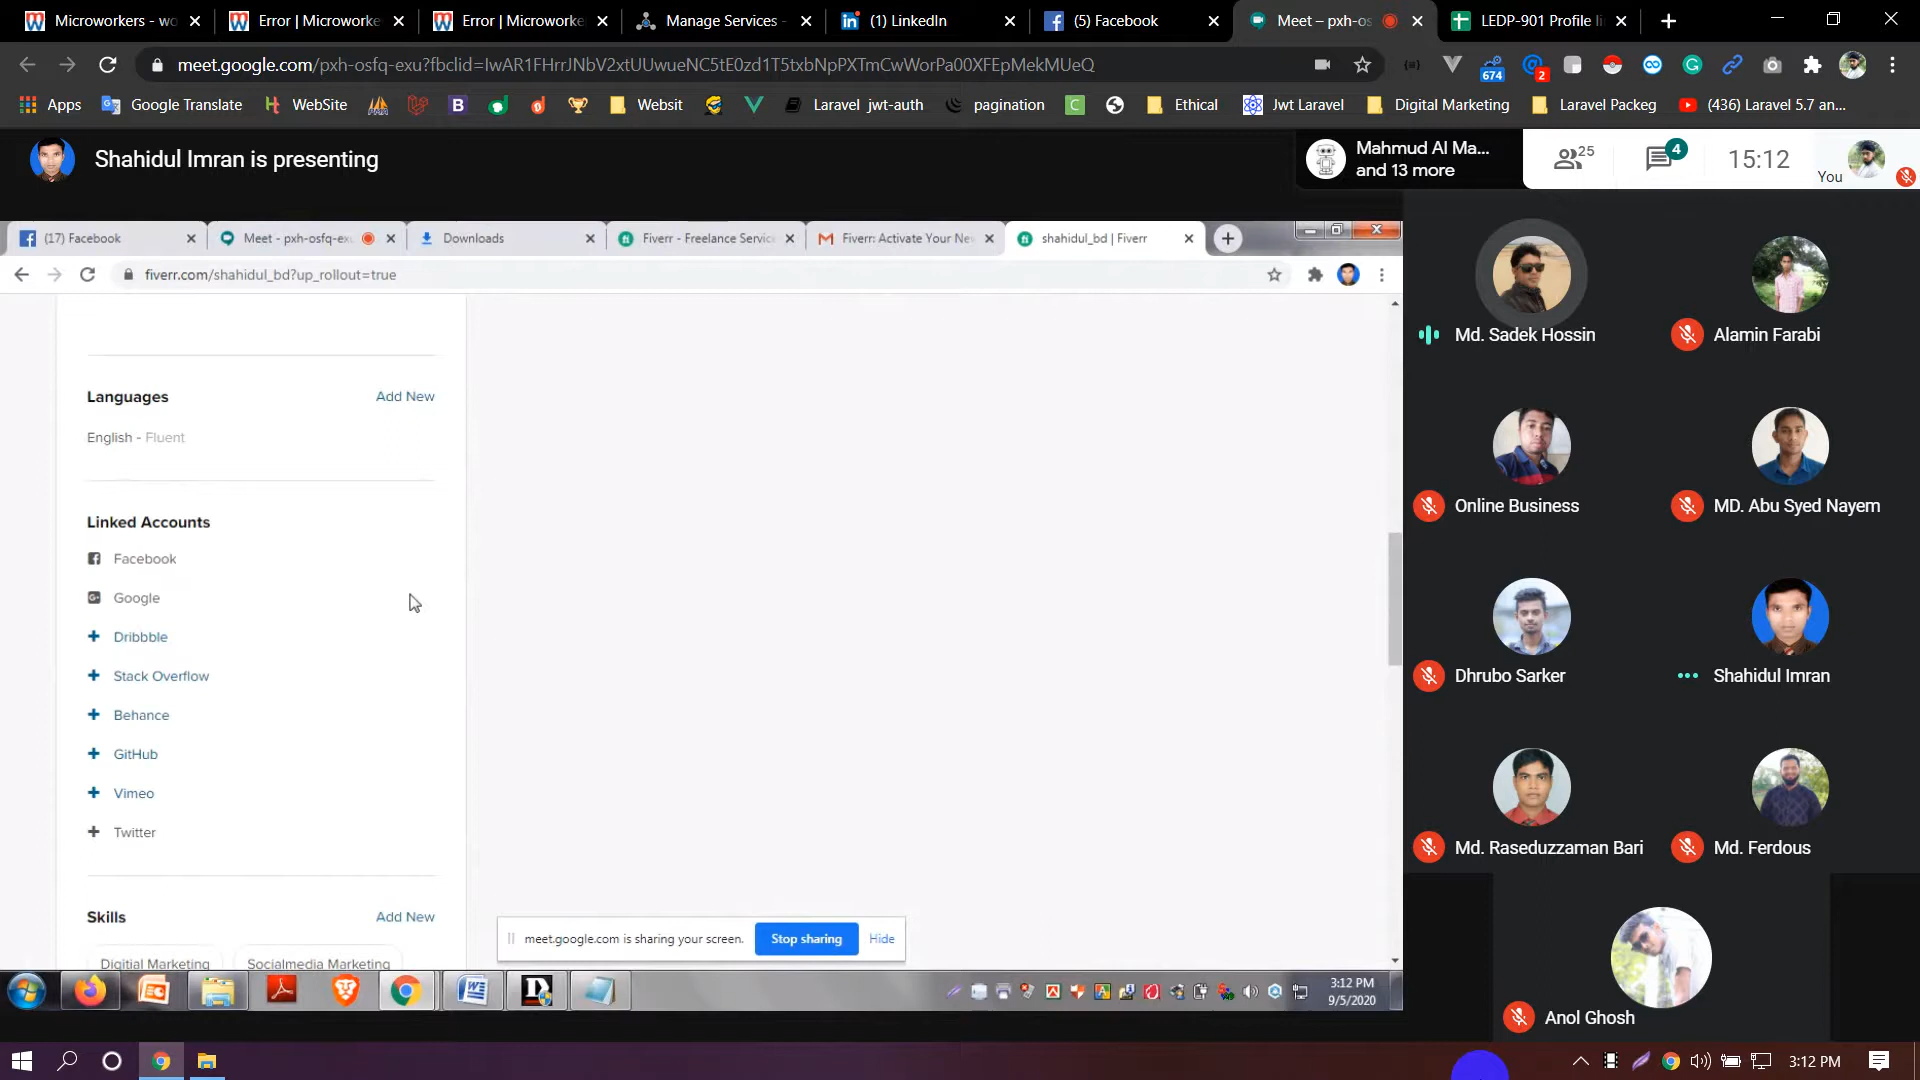 Microworkers - wo
Error | Microworke
Error | Microworke
Manage Services -
(1) LinkedIn
(5) Facebook
Meet – pxh-os
LEDP-901 Profile li
meet.google.com/pxh-osfq-exu?fbclid=IwAR1FHrrJNbV2xtUUwueNC5tE0zd1T5txbNpPXTmCwWorPa00XFEpMekMUeQ
674
2
Apps
Google Translate
WebSite
Websit
Laravel jwt-auth
pagination
Ethical
Jwt Laravel
Digital Marketing
Laravel Packeg
(436) Laravel 5.7 an...
Shahidul Imran is presenting
Mahmud Al Ma...
and 13 more
25
4
15:12
You
(17) Facebook
Meet - pxh-osfq-exu
Downloads
Fiverr - Freelance Service
Fiverr: Activate Your Ne
shahidul_bd | Fiverr
fiverr.com/shahidul_bd?up_rollout=true
Languages
Add New
English - Fluent
Linked Accounts
Facebook
Google
Dribbble
Stack Overflow
Behance
GitHub
Vimeo
Twitter
Skills
Add New
Digitial Marketing
Socialmedia Marketing
meet.google.com is sharing your screen.
Stop sharing
Hide
3:12 PM
9/5/2020
Md. Sadek Hossin
Alamin Farabi
Online Business
MD. Abu Syed Nayem
Dhrubo Sarker
Shahidul Imran
Md. Raseduzzaman Bari
Md. Ferdous
Anol Ghosh
3:12 PM